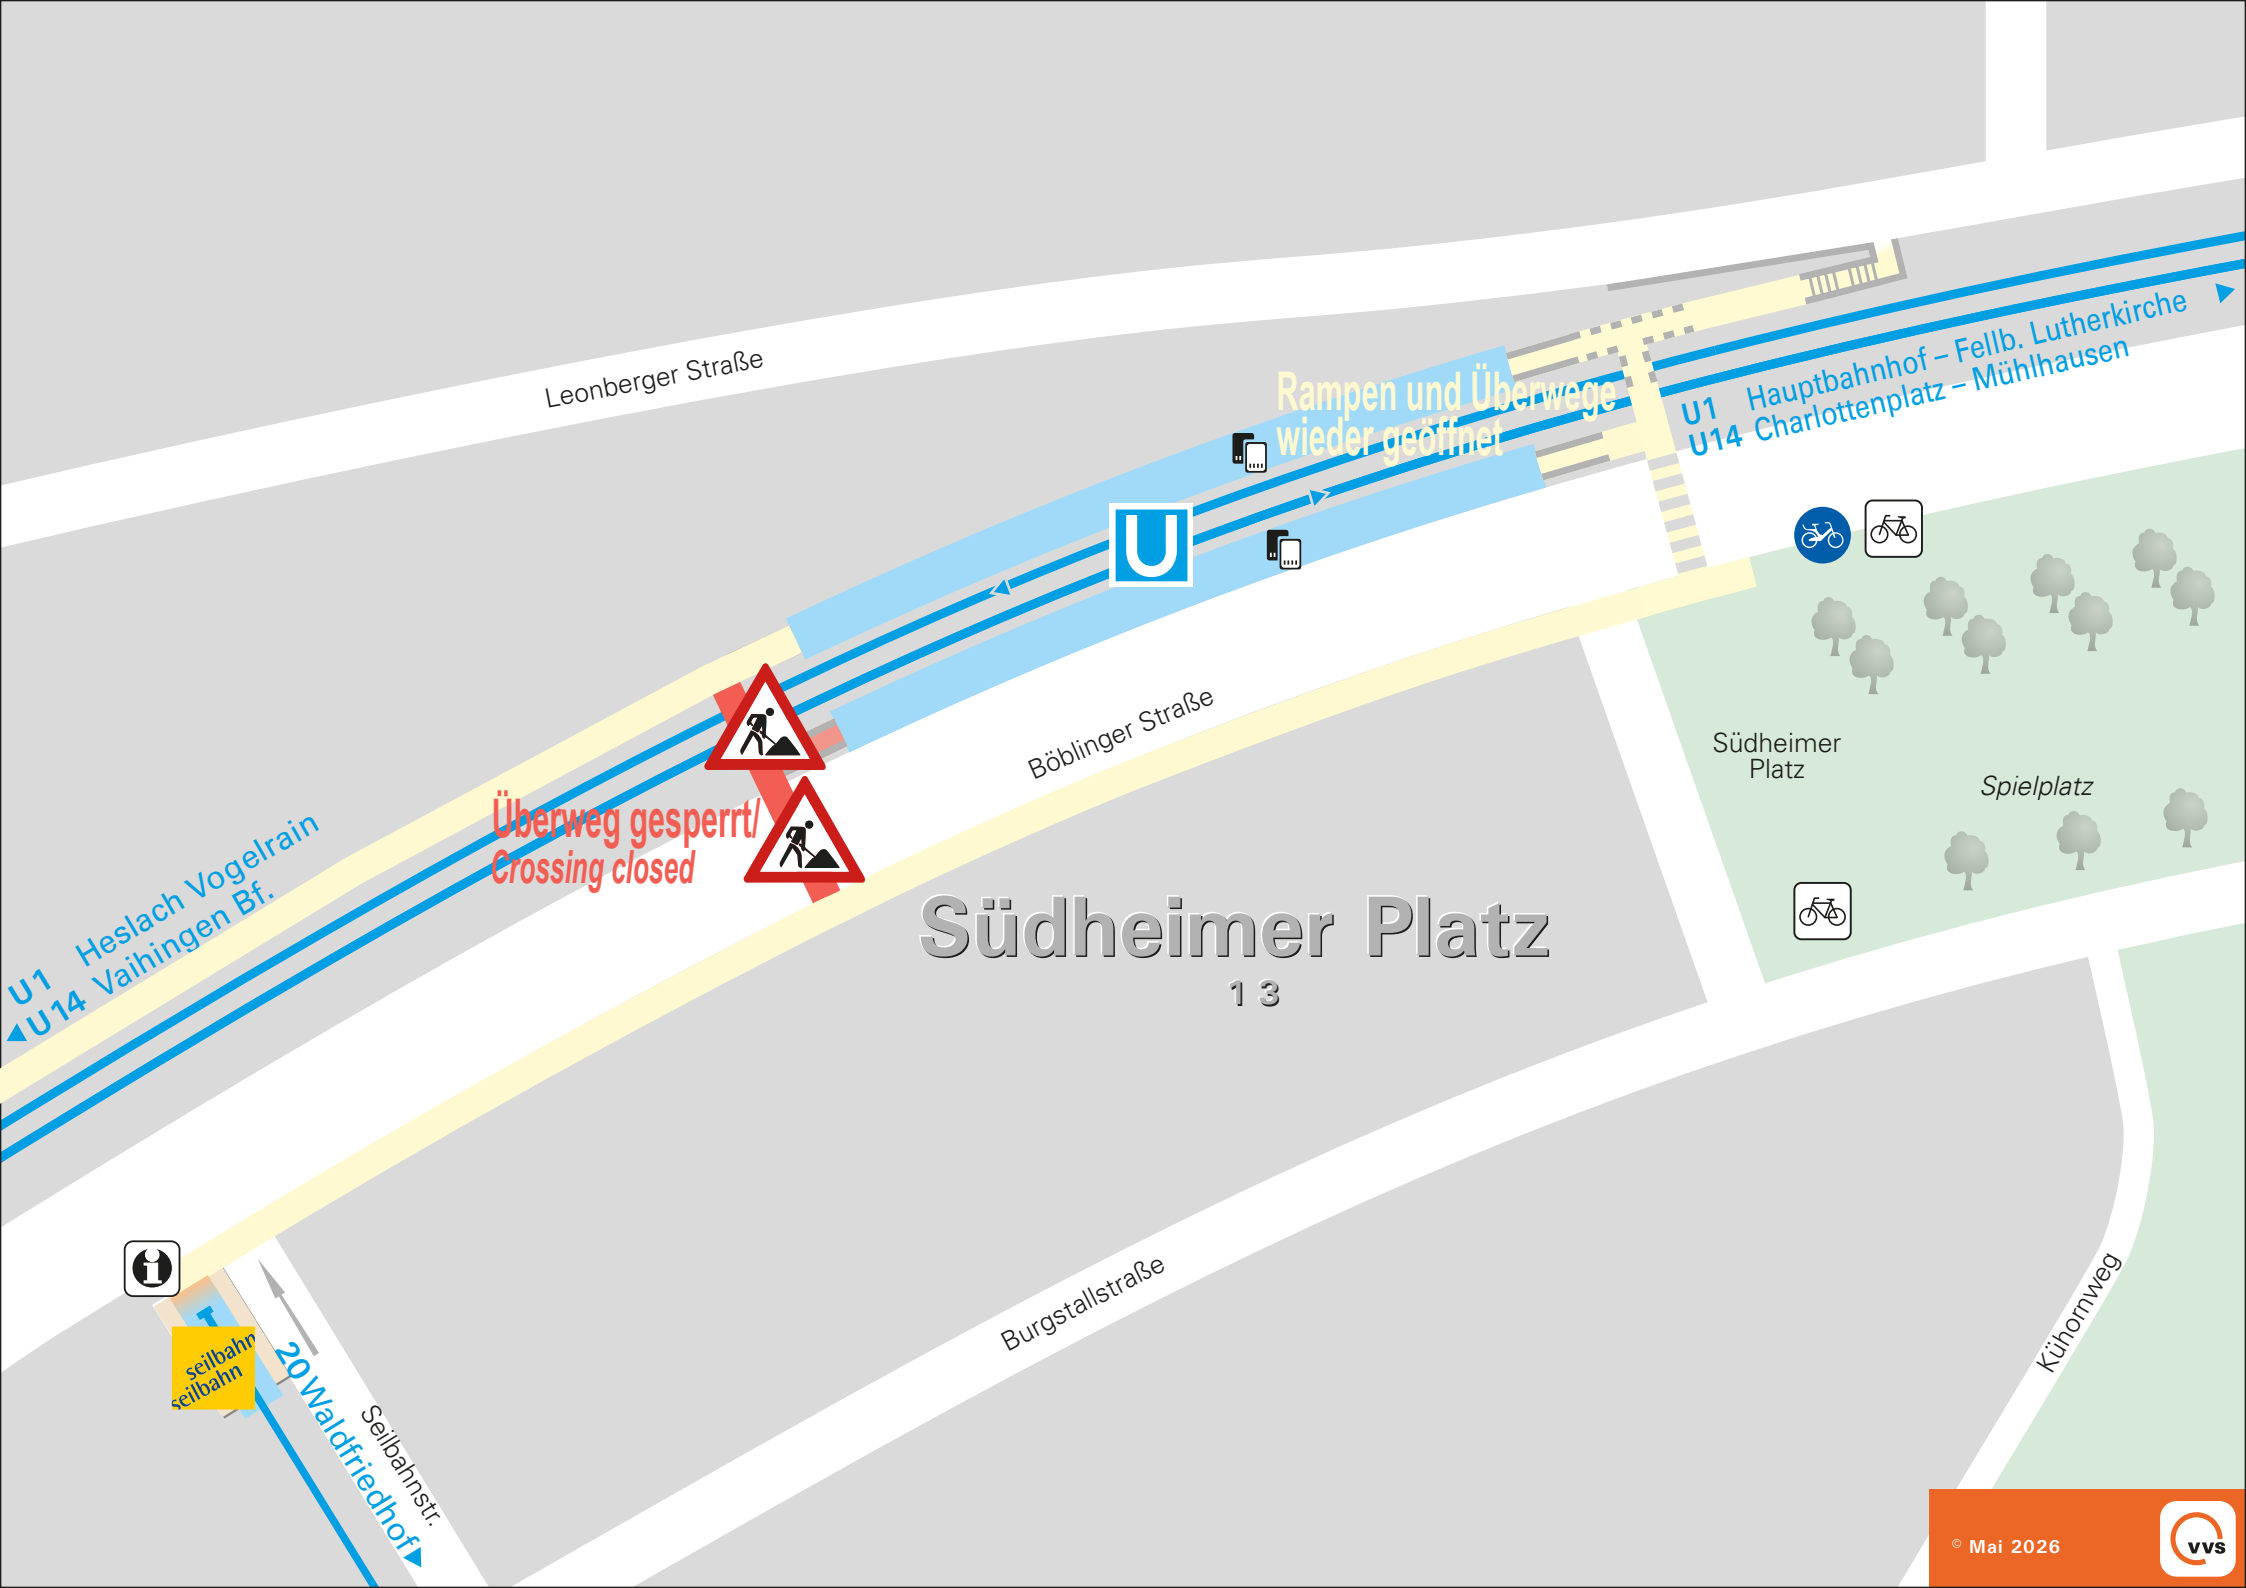 Leonberger Straße
Rampen und Überwege
wieder geöffnet
U1 Hauptbahnhof – Fellb. Lutherkirche
U14 Charlottenplatz – Mühlhausen
U
Böblinger Straße
Südheimer
Platz
Spielplatz
Überweg gesperrt/
Crossing closed
U1 Heslach Vogelrain
U14 Vaihingen Bf.
Südheimer Platz
13
i
seilbahn
seilbahn
20 Waldfriedhof
Seilbahnstr.
Burgstallstraße
Kühornweg
© Mai 2026
vvs